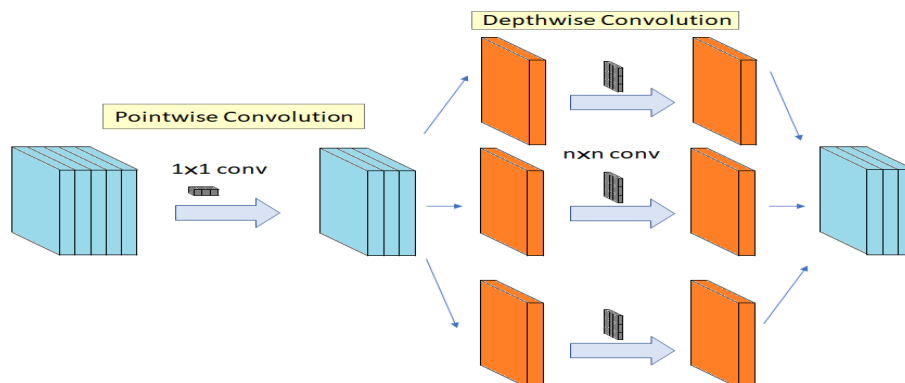 Depthwise Convolution
Pointwise Convolution
1x1 conv
nxn conv